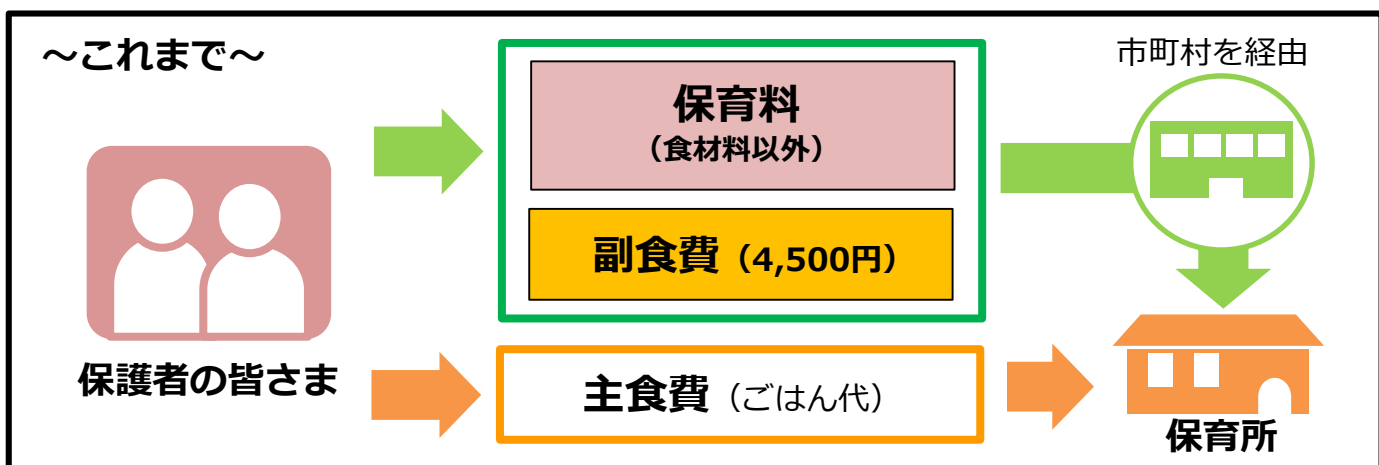 ～これまで～
市町村を経由
保育料
（食材料以外）
副食費（4,500円）
保護者の皆さま
主食費（ごはん代）
保育所